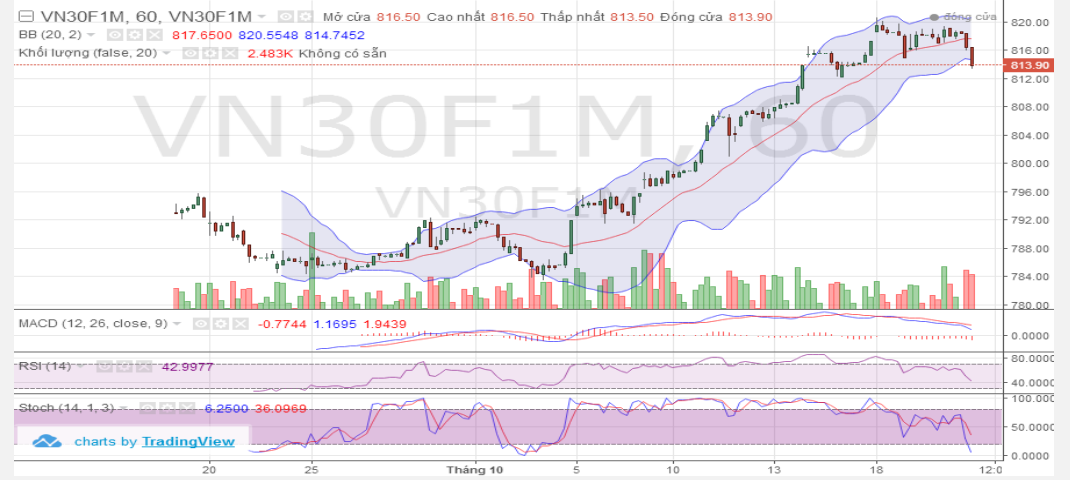 VN30F1M, 60, VN30F1M Mở cửa 816.50 Cao nhất 816.50 Thấp nhất 813.50 Đóng cửa 813.90
đóng cửa
BB (20, 2) 817.6500 820.5548 814.7452
Khối lượng (false, 20) 2.483K Không có sẵn
VN30F1M, 60
VN30F1M
820.00
816.00
813.90
812.00
808.00
804.00
800.00
796.00
792.00
788.00
784.00
780.00
MACD (12, 26, close, 9) -0.7744 1.1695 1.9439
0.0000
RSI (14) 42.9977
80.0000
40.0000
Stoch (14, 1, 3) 6.2500 36.0969
100.0000
50.0000
0.0000
charts by TradingView
20 25 Tháng 10 5 10 13 18 12:0